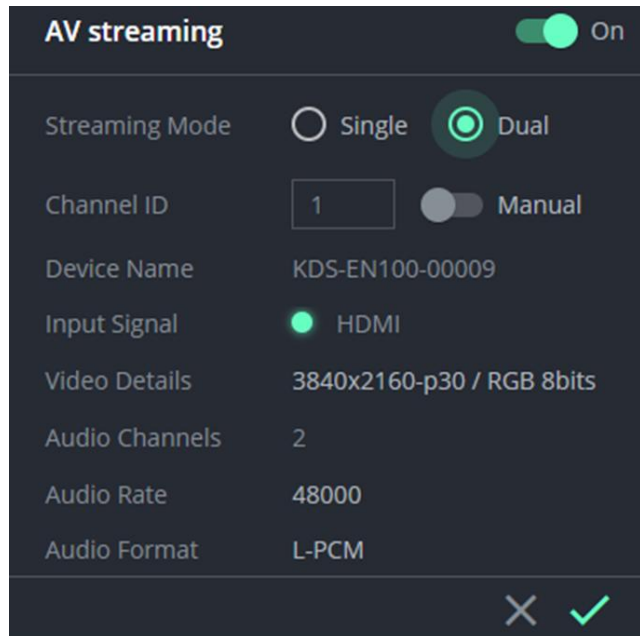 AV streaming On
Streaming Mode Single Dual
Channel ID 1 Manual
Device Name KDS-EN100-00009
Input Signal HDMI
Video Details 3840x2160-p30 / RGB 8bits
Audio Channels 2
Audio Rate 48000
Audio Format L-PCM